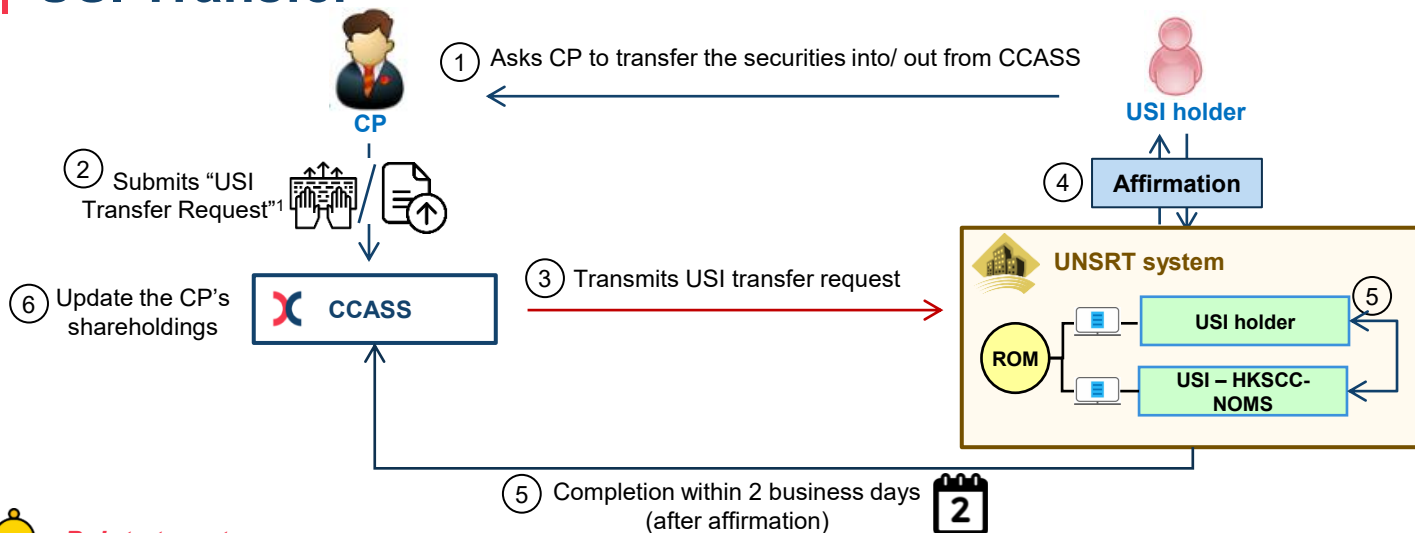 1 Asks CP to transfer the securities into/ out from CCASS
CP
USI holder
2 Submits “USI
Transfer Request”1
4 Affirmation
UNSRT system
3 Transmits USI transfer request
6 Update the CP’s
shareholdings
CCASS
5
USI holder
ROM
USI – HKSCC-
NOMS
5 Completion within 2 business days
(after affirmation)
2